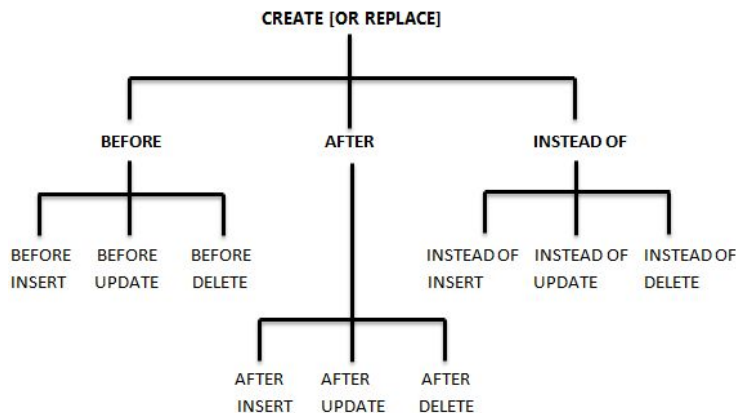 CREATE [OR REPLACE]
BEFORE
AFTER
INSTEAD OF
BEFORE
INSERT
BEFORE
UPDATE
BEFORE
DELETE
INSTEAD OF
INSERT
INSTEAD OF
UPDATE
INSTEAD OF
DELETE
AFTER
INSERT
AFTER
UPDATE
AFTER
DELETE